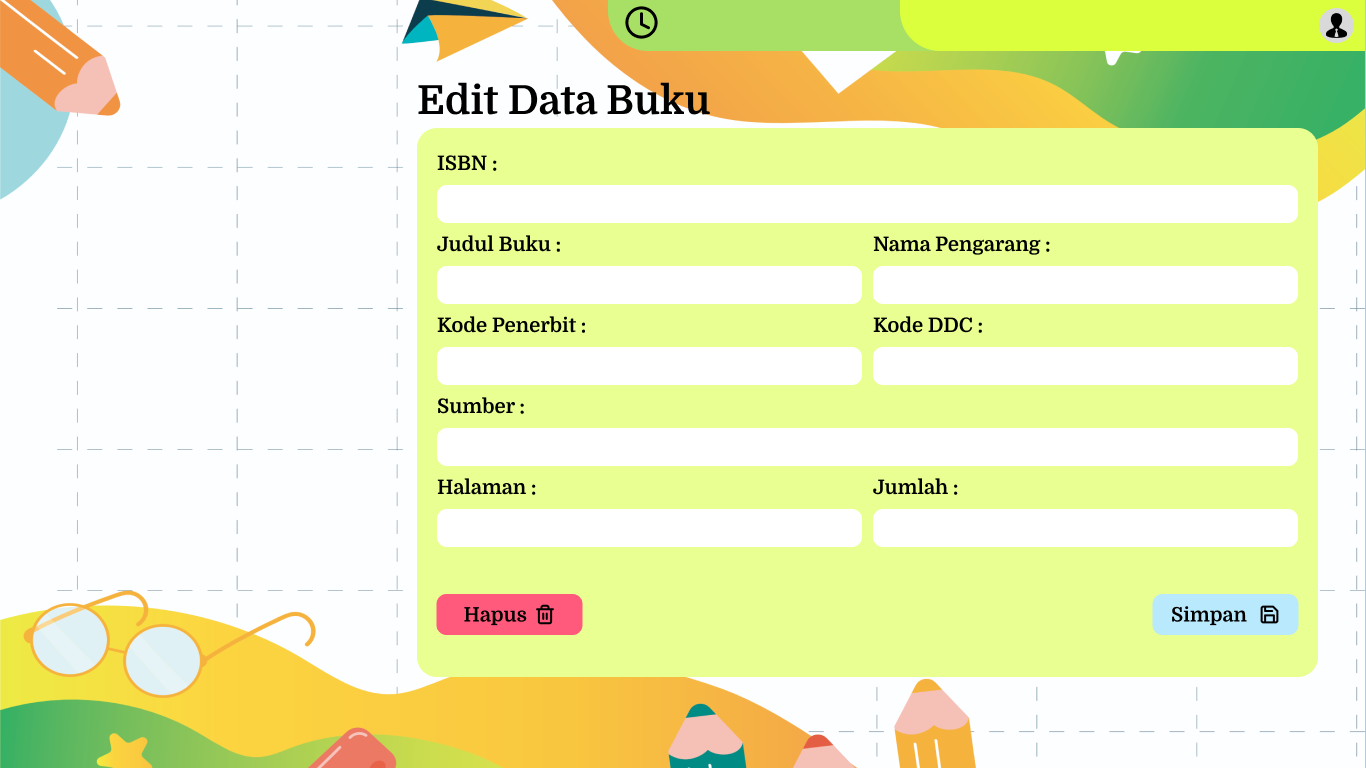 Edit Data Buku
ISBN :
Judul Buku :
Nama Pengarang :
Kode Penerbit :
Kode DDC :
Sumber :
Halaman :
Jumlah :
Hapus
Simpan